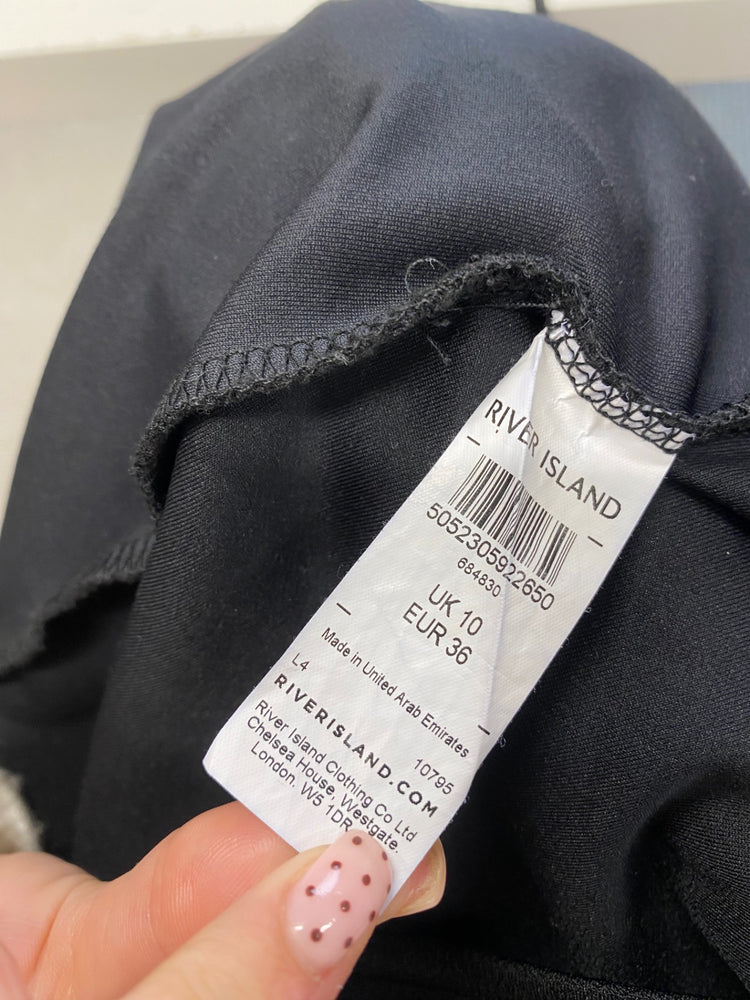 RIVER ISLAND
5052305922650
684830
UK 10
EUR 36
Made in United Arab Emirates
L4
10795
RIVERISLAND.COM
River Island Clothing Co Ltd
Chelsea House, Westgate.
London. W5 1DR